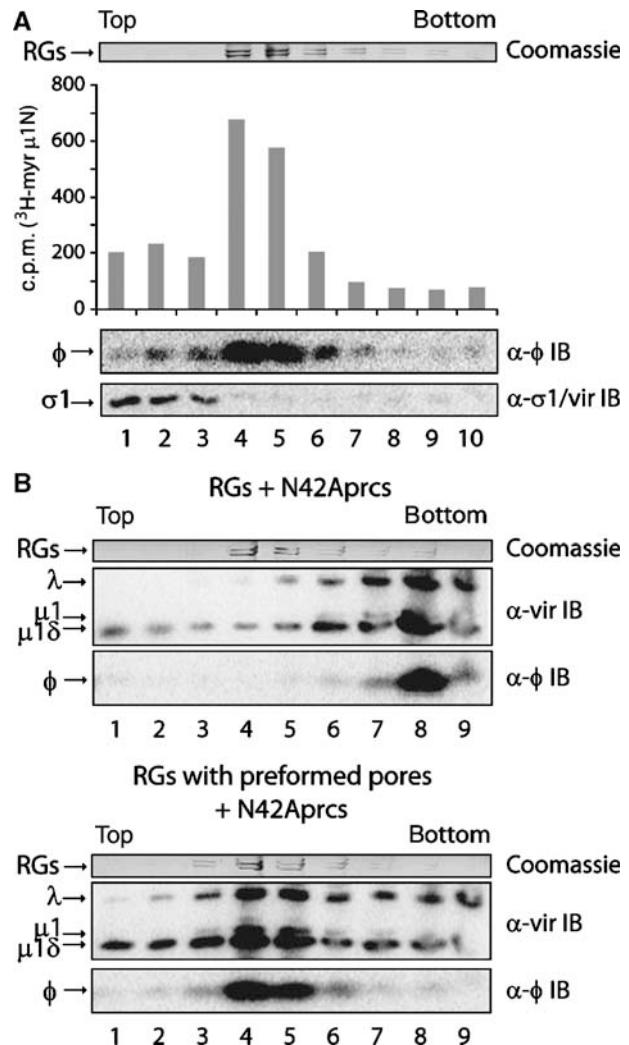 A
Top Bottom
RGs→ Coomassie
800
600
400
200
0
c.p.m. (³H-myr μ1N)
ϕ→ α-ϕ IB
σ1→ α-σ1/vir IB
1 2 3 4 5 6 7 8 9 10
B
RGs + N42Aprcs
Top Bottom
RGs→ Coomassie
λ→ α-vir IB
μ1→
μ1δ→
ϕ→ α-ϕ IB
1 2 3 4 5 6 7 8 9
RGs with preformed pores
+ N42Aprcs
Top Bottom
RGs→ Coomassie
λ→ α-vir IB
μ1→
μ1δ→
ϕ→ α-ϕ IB
1 2 3 4 5 6 7 8 9